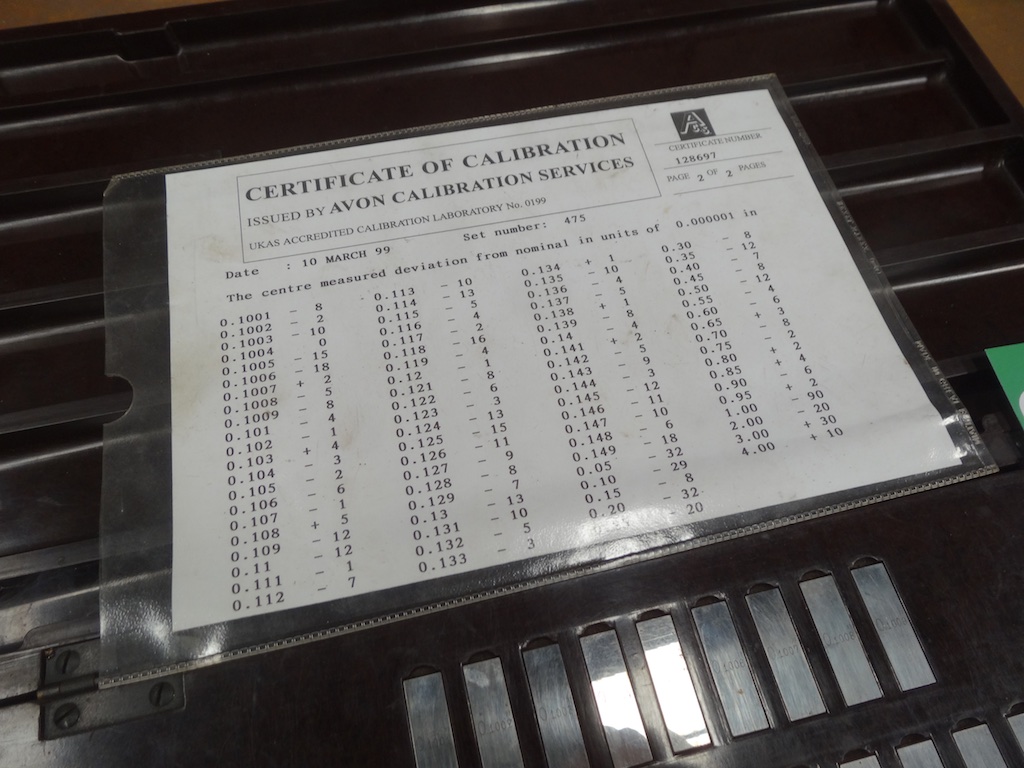 CERTIFICATE OF CALIBRATION
ISSUED BY AVON CALIBRATION SERVICES
UKAS ACCREDITED CALIBRATION LABORATORY No. 0199
CERTIFICATE NUMBER
128697
PAGE 2 OF 2 PAGES
Date : 10 MARCH 99 Set number: 475
The centre measured deviation from nominal in units of 0.000001 in
0.1001 - 8
0.1002 - 2
0.1003 - 10
0.1004 0
0.1005 - 15
0.1006 - 18
0.1007 + 2
0.1008 - 5
0.1009 - 8
0.101 - 4
0.102 - 1
0.103 + 4
0.104 - 3
0.105 - 2
0.106 - 6
0.107 - 1
0.108 + 5
0.109 - 12
0.11 - 12
0.111 - 1
0.112 - 7
0.113 - 10
0.114 - 13
0.115 - 5
0.116 - 4
0.117 - 2
0.118 - 16
0.119 - 4
0.12 - 1
0.121 - 8
0.122 - 6
0.123 - 3
0.124 - 13
0.125 - 15
0.126 - 11
0.127 - 9
0.128 - 8
0.129 - 7
0.13 - 13
0.131 - 10
0.132 - 5
0.133 - 3
0.134 + 1
0.135 - 10
0.136 - 4
0.137 - 5
0.138 + 1
0.139 - 8
0.14 - 4
0.141 + 2
0.142 - 5
0.143 - 9
0.144 - 3
0.145 - 12
0.146 - 11
0.147 - 10
0.148 - 6
0.149 - 18
0.05 - 32
0.10 - 29
0.15 - 8
0.20 - 32
- 20
0.30 - 8
0.35 - 12
0.40 - 7
0.45 - 8
0.50 - 12
0.55 - 4
0.60 + 3
0.65 - 8
0.70 - 2
0.75 + 2
0.80
0.85
0.90 - 6
0.95 + 2
1.00 - 90
2.00 - 20
3.00 + 30
4.00 + 10